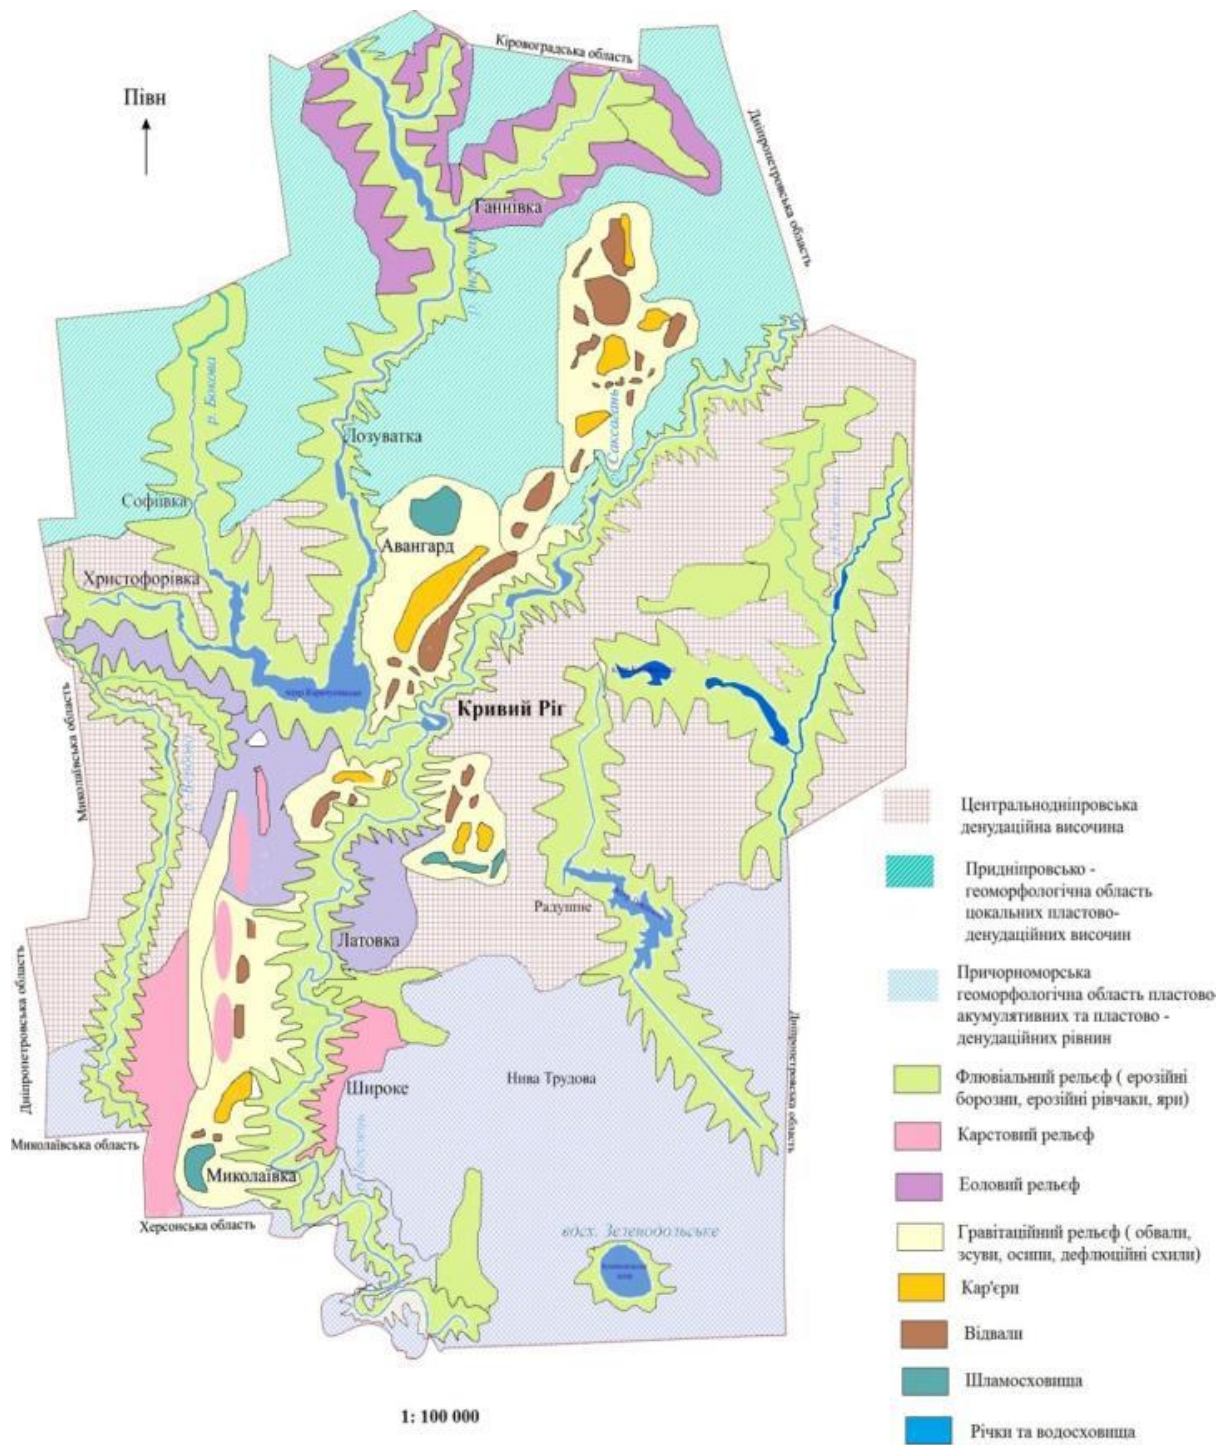 Кіровоградська область
Півн
Дніпропетровська область
Ганнівка
р. Бокова
Лозуватка
р. Саксагань
Софіївка
Авангард
Христофорівка
Кривий Ріг
Миколаївська область
Радушне
Латовка
Дніпропетровська область
Широке
Нива Трудова
Дніпропетровська область
Миколаївська область
Миколаївка
Херсонська область
вдсх. Зеленодольське
1: 100 000
Центральнодніпровська
денудаційна височина
Придніпровсько -
геоморфологічна область
цокальних пластово-
денудаційних височин
Причорноморська
геоморфологічна область пластово-
акумулятивних та пластово -
денудаційних рівнин
Флювіальний рельєф ( ерозійні
борозни, ерозійні рівчаки, яри)
Карстовий рельєф
Еоловий рельєф
Гравітаційний рельєф ( обвали,
зсуви, осипи, дефлюційні схили)
Кар'єри
Відвали
Шламосховища
Річки та водосховища